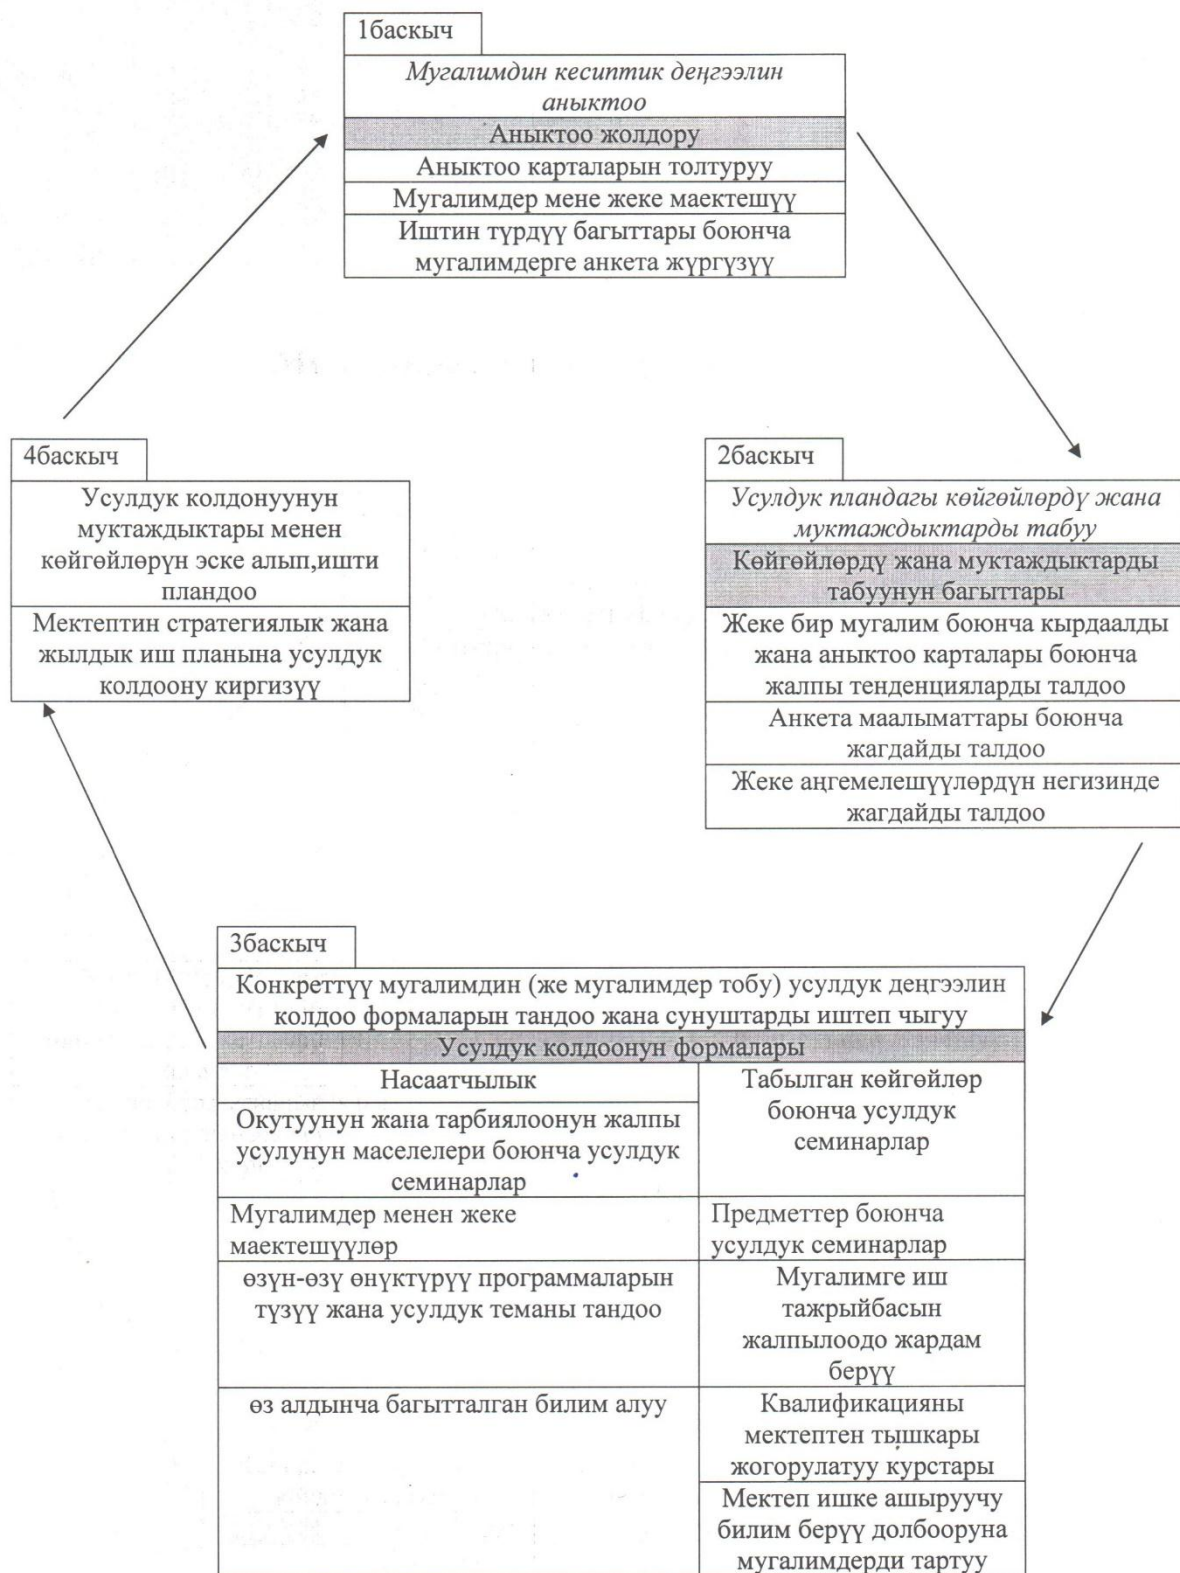 1баскыч
Мугалимдин кесиптик деңгээлин
аныктоо
Аныктоо жолдору
Аныктоо карталарын толтуруу
Мугалимдер мене жеке маектешүү
Иштин түрдүү багыттары боюнча
мугалимдерге анкета жүргүзүү
4баскыч
Усулдук колдонуунун
муктаждыктары менен
көйгөйлөрүн эске алып,ишти
пландоо
Мектептин стратегиялык жана
жылдык иш планына усулдук
колдоону киргизүү
2баскыч
Усулдук пландагы көйгөйлөрдү жана
муктаждыктарды табуу
Көйгөйлөрдү жана муктаждыктарды
табуунун багыттары
Жеке бир мугалим боюнча кырдаалды
жана аныктоо карталары боюнча
жалпы тенденцияларды талдоо
Анкета маалыматтары боюнча
жагдайды талдоо
Жеке аңгемелешүүлөрдүн негизинде
жагдайды талдоо
3баскыч
Конкреттүү мугалимдин (же мугалимдер тобу) усулдук деңгээлин
колдоо формаларын тандоо жана сунуштарды иштеп чыгуу
Усулдук колдоонун формалары
Насаатчылык
Окутуунун жана тарбиялоонун жалпы
усулунун маселелери боюнча усулдук
семинарлар
Табылган көйгөйлөр
боюнча усулдук
семинарлар
Мугалимдер менен жеке
маектешүүлөр
Предметтер боюнча
усулдук семинарлар
өзүн-өзү өнүктүрүү программаларын
түзүү жана усулдук теманы тандоо
Мугалимге иш
тажрыйбасын
жалпылоодо жардам
берүү
өз алдынча багытталган билим алуу
Квалификацияны
мектептен тышкары
жогорулатуу курстары
Мектеп ишке ашыруучу
билим берүү долбооруна
мугалимдерди тартуу